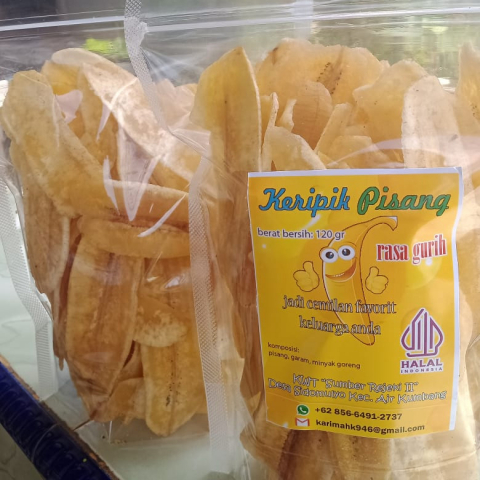 Keripik Pisang
berat bersih: 120 gr
rasa gurih
jadi cemilan favorit
keluarga anda
komposisi:
pisang, garam, minyak goreng
HALAL
INDONESIA
KWT "Sumber Rejeki II"
Desa Sidomulyo Kec. Air Kumbang
+62 856-6491-2737
karimahk946@gmail.com